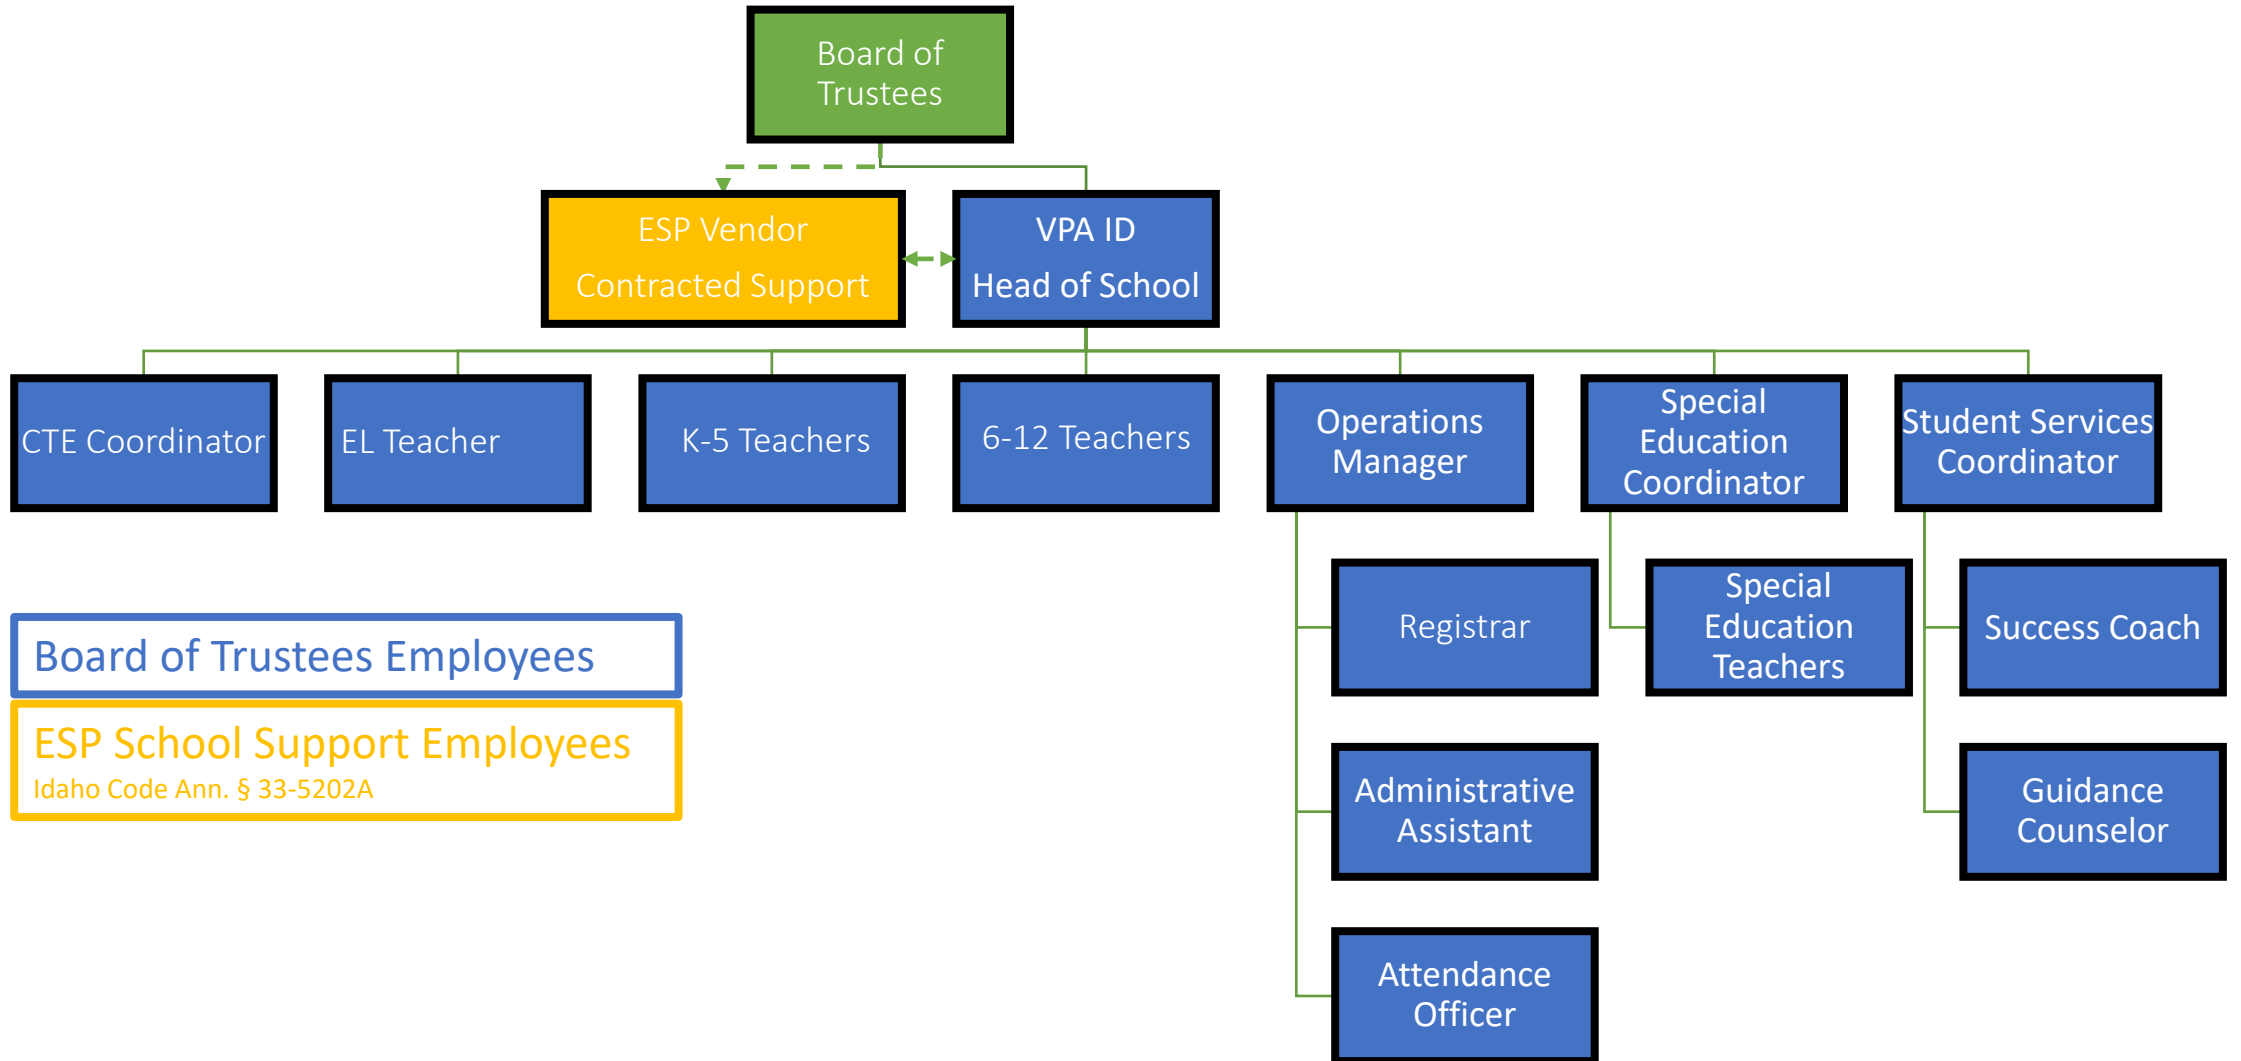 Board of
Trustees
ESP Vendor
Contracted Support
VPA ID
Head of School
CTE Coordinator
EL Teacher
K-5 Teachers
6-12 Teachers
Operations
Manager
Special
Education
Coordinator
Student Services
Coordinator
Registrar
Special
Education
Teachers
Success Coach
Administrative
Assistant
Guidance
Counselor
Attendance
Officer
Board of Trustees Employees
ESP School Support Employees
Idaho Code Ann. § 33-5202A